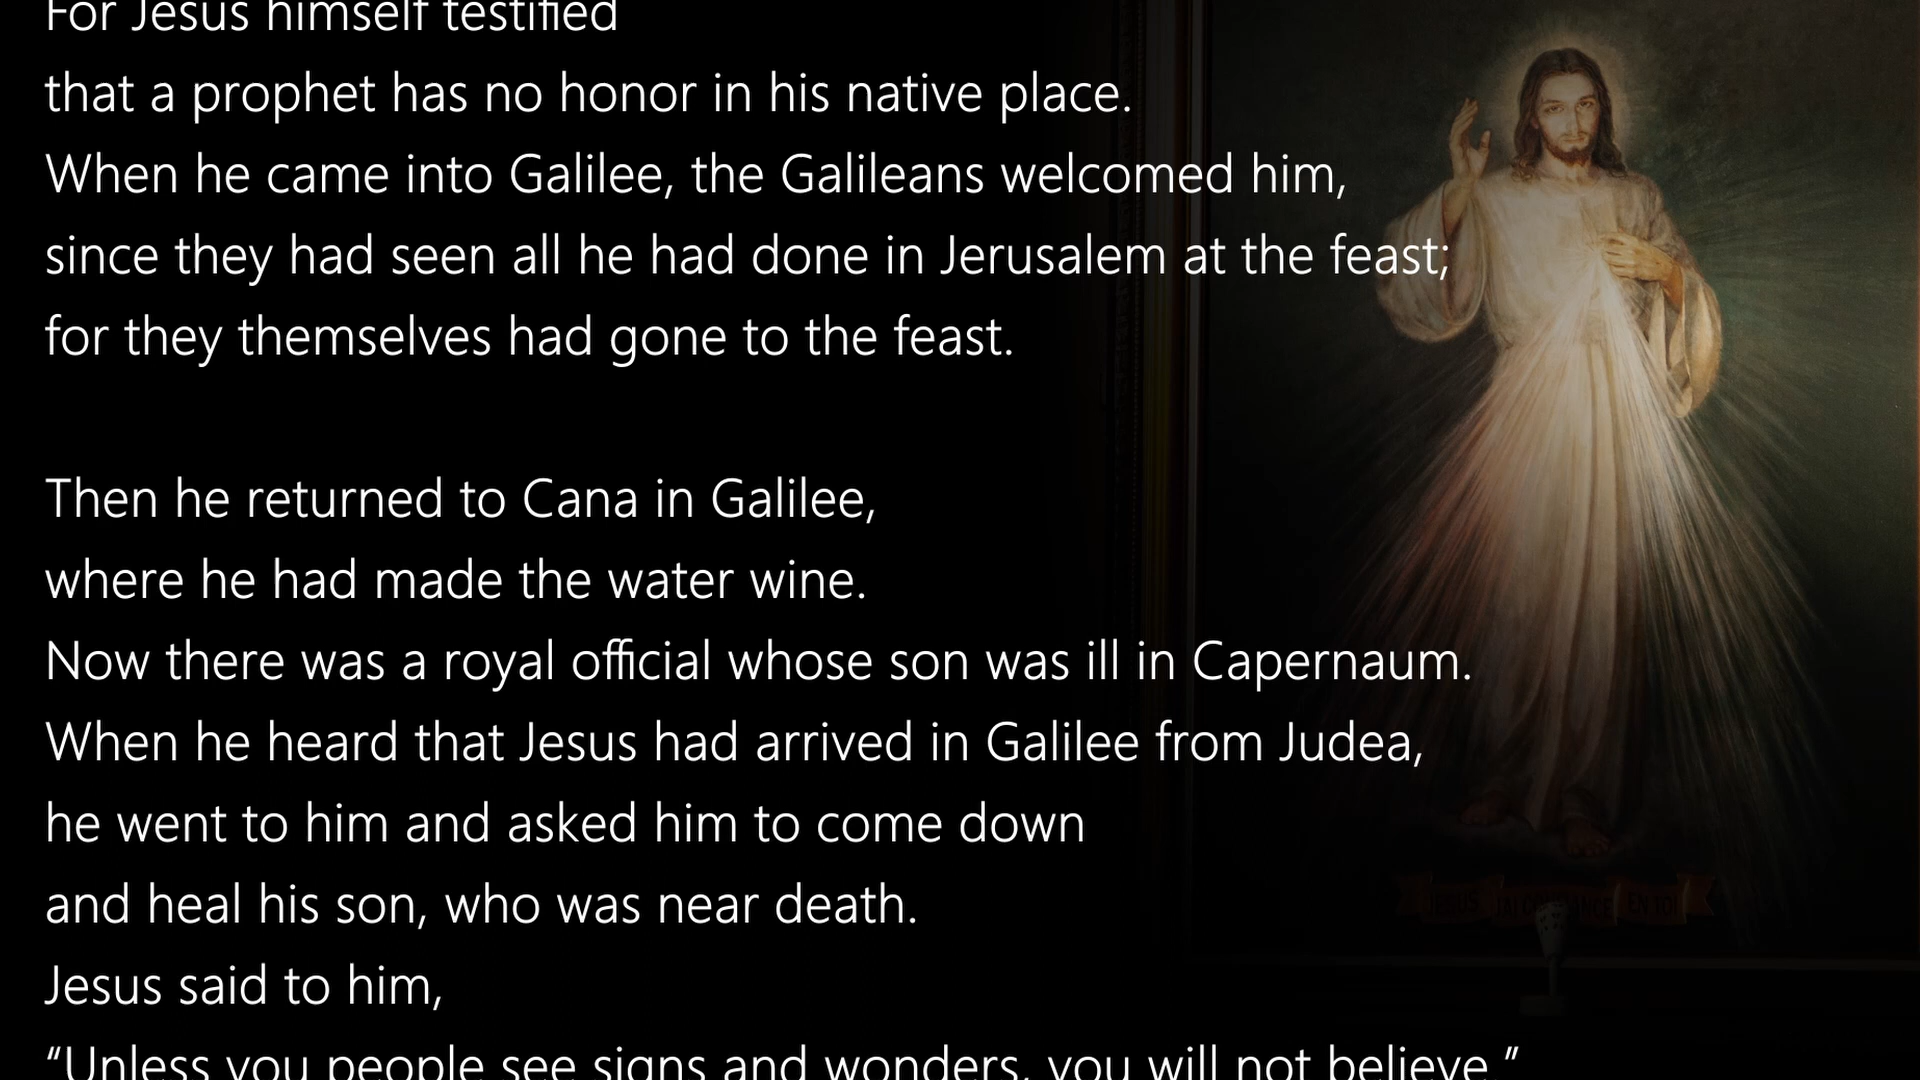 For Jesus himself testified
that a prophet has no honor in his native place.
When he came into Galilee, the Galileans welcomed him,
since they had seen all he had done in Jerusalem at the feast;
for they themselves had gone to the feast.
Then he returned to Cana in Galilee,
where he had made the water wine.
Now there was a royal official whose son was ill in Capernaum.
When he heard that Jesus had arrived in Galilee from Judea,
he went to him and asked him to come down
and heal his son, who was near death.
Jesus said to him,
“Unless you people see signs and wonders, you will not believe.”
JESUS J'AI CONFIANCE EN TOI